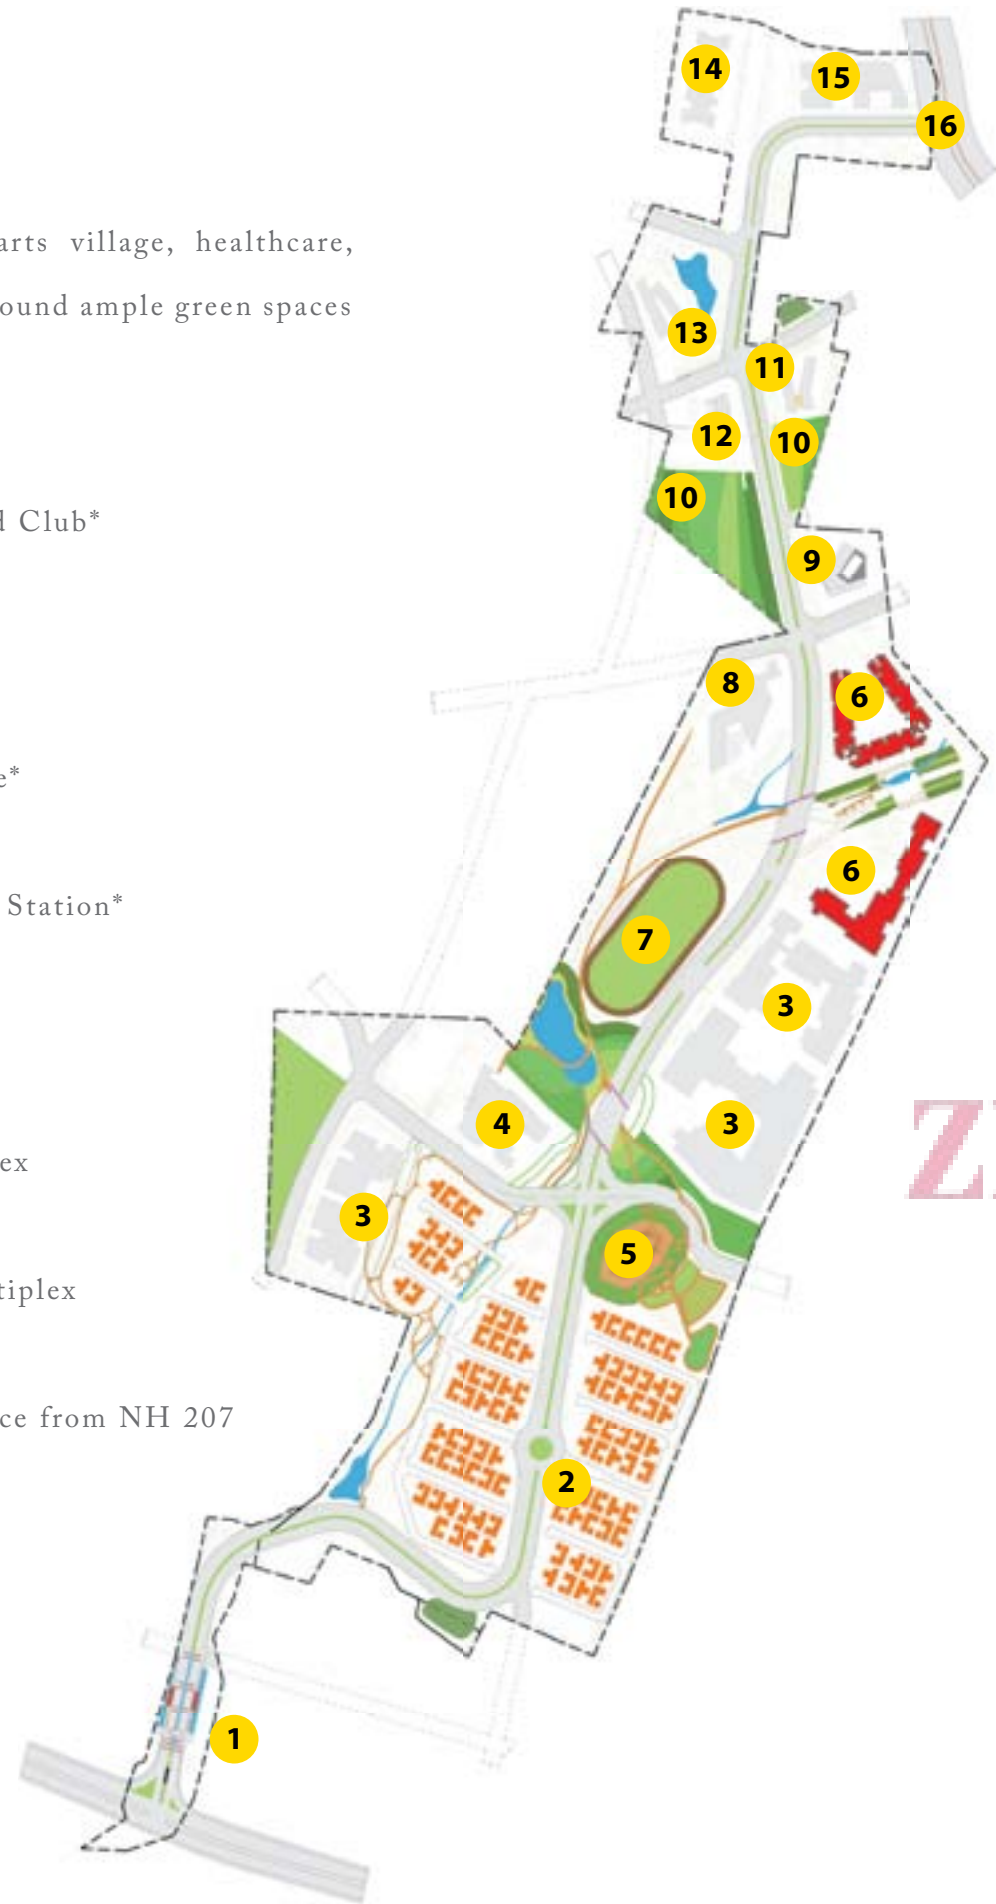 14
15
16
arts village, healthcare,
ound ample green spaces
13
11
12
10
10
d Club*
9
8
6
e*
6
Station*
7
3
4
3
ex
3
5
tiplex
ce from NH 207
2
1